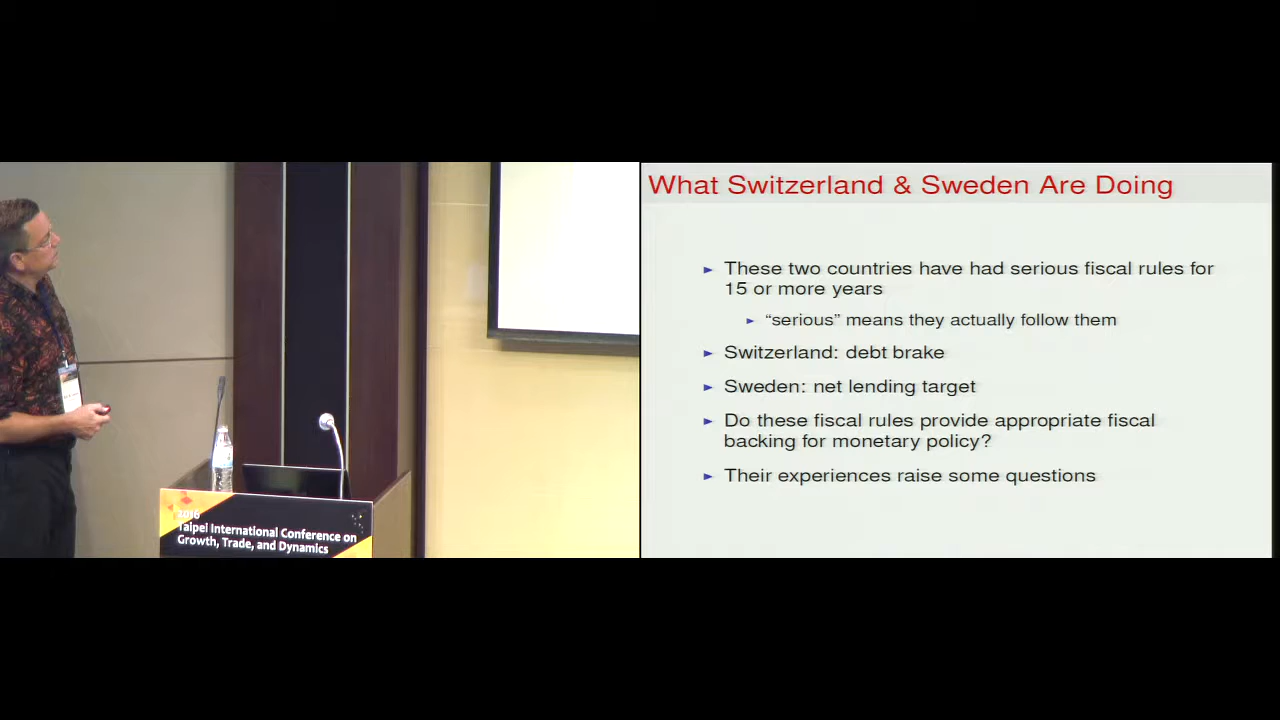 What Switzerland & Sweden Are Doing
► These two countries have had serious fiscal rules for
15 or more years
► “serious” means they actually follow them
► Switzerland: debt brake
► Sweden: net lending target
► Do these fiscal rules provide appropriate fiscal
backing for monetary policy?
► Their experiences raise some questions
2016
Taipei International Conference on
Growth, Trade, and Dynamics